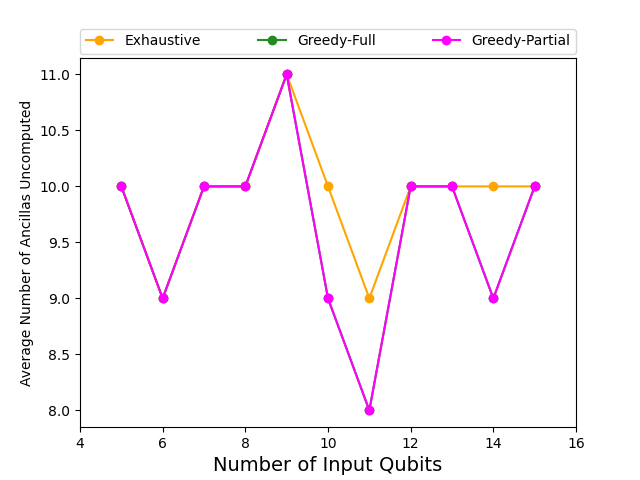 Exhaustive Greedy-Full Greedy-Partial
11.0
10.5
10.0
9.5
9.0
8.5
8.0
Average Number of Ancillas Uncomputed
4 6 8 10 12 14 16
Number of Input Qubits